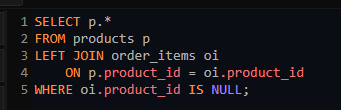 1 SELECT p.*
2 FROM products p
3 LEFT JOIN order_items oi
4     ON p.product_id = oi.product_id
5 WHERE oi.product_id IS NULL;